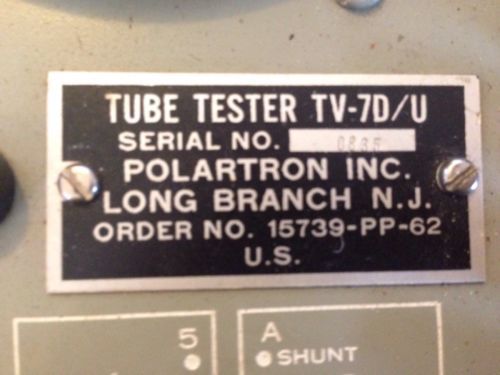 TUBE TESTER TV-7D/U
SERIAL NO.
POLARTRON INC.
LONG BRANCH N.J.
ORDER NO. 15739-PP-62
U.S.
5
A
SHUNT